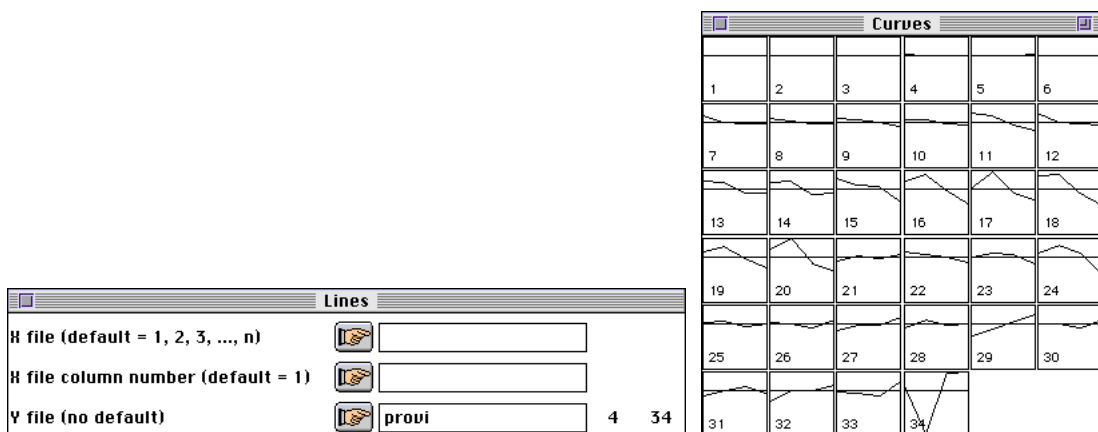 Curves
1 2 3 4 5 6
7 8 9 10 11 12
13 14 15 16 17 18
19 20 21 22 23 24
25 26 27 28 29 30
31 32 33 34
Lines
X file (default = 1, 2, 3, ..., n)
X file column number (default = 1)
Y file (no default) provi 4 34